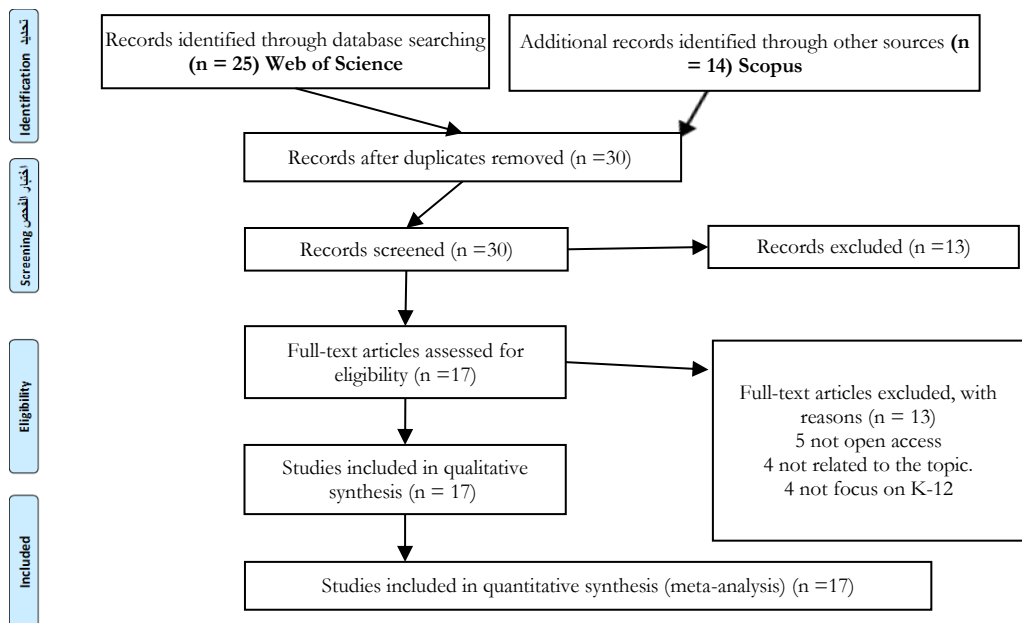 تحديد Identification
Records identified through database searching
(n = 25) Web of Science
Additional records identified through other sources (n
= 14) Scopus
Records after duplicates removed (n =30)
اختبار الفحص Screening
Records screened (n =30)
Records excluded (n =13)
Eligibility
Full-text articles assessed for
eligibility (n =17)
Full-text articles excluded, with
reasons (n = 13)
5 not open access
4 not related to the topic.
4 not focus on K-12
Studies included in qualitative
synthesis (n = 17)
Included
Studies included in quantitative synthesis (meta-analysis) (n =17)